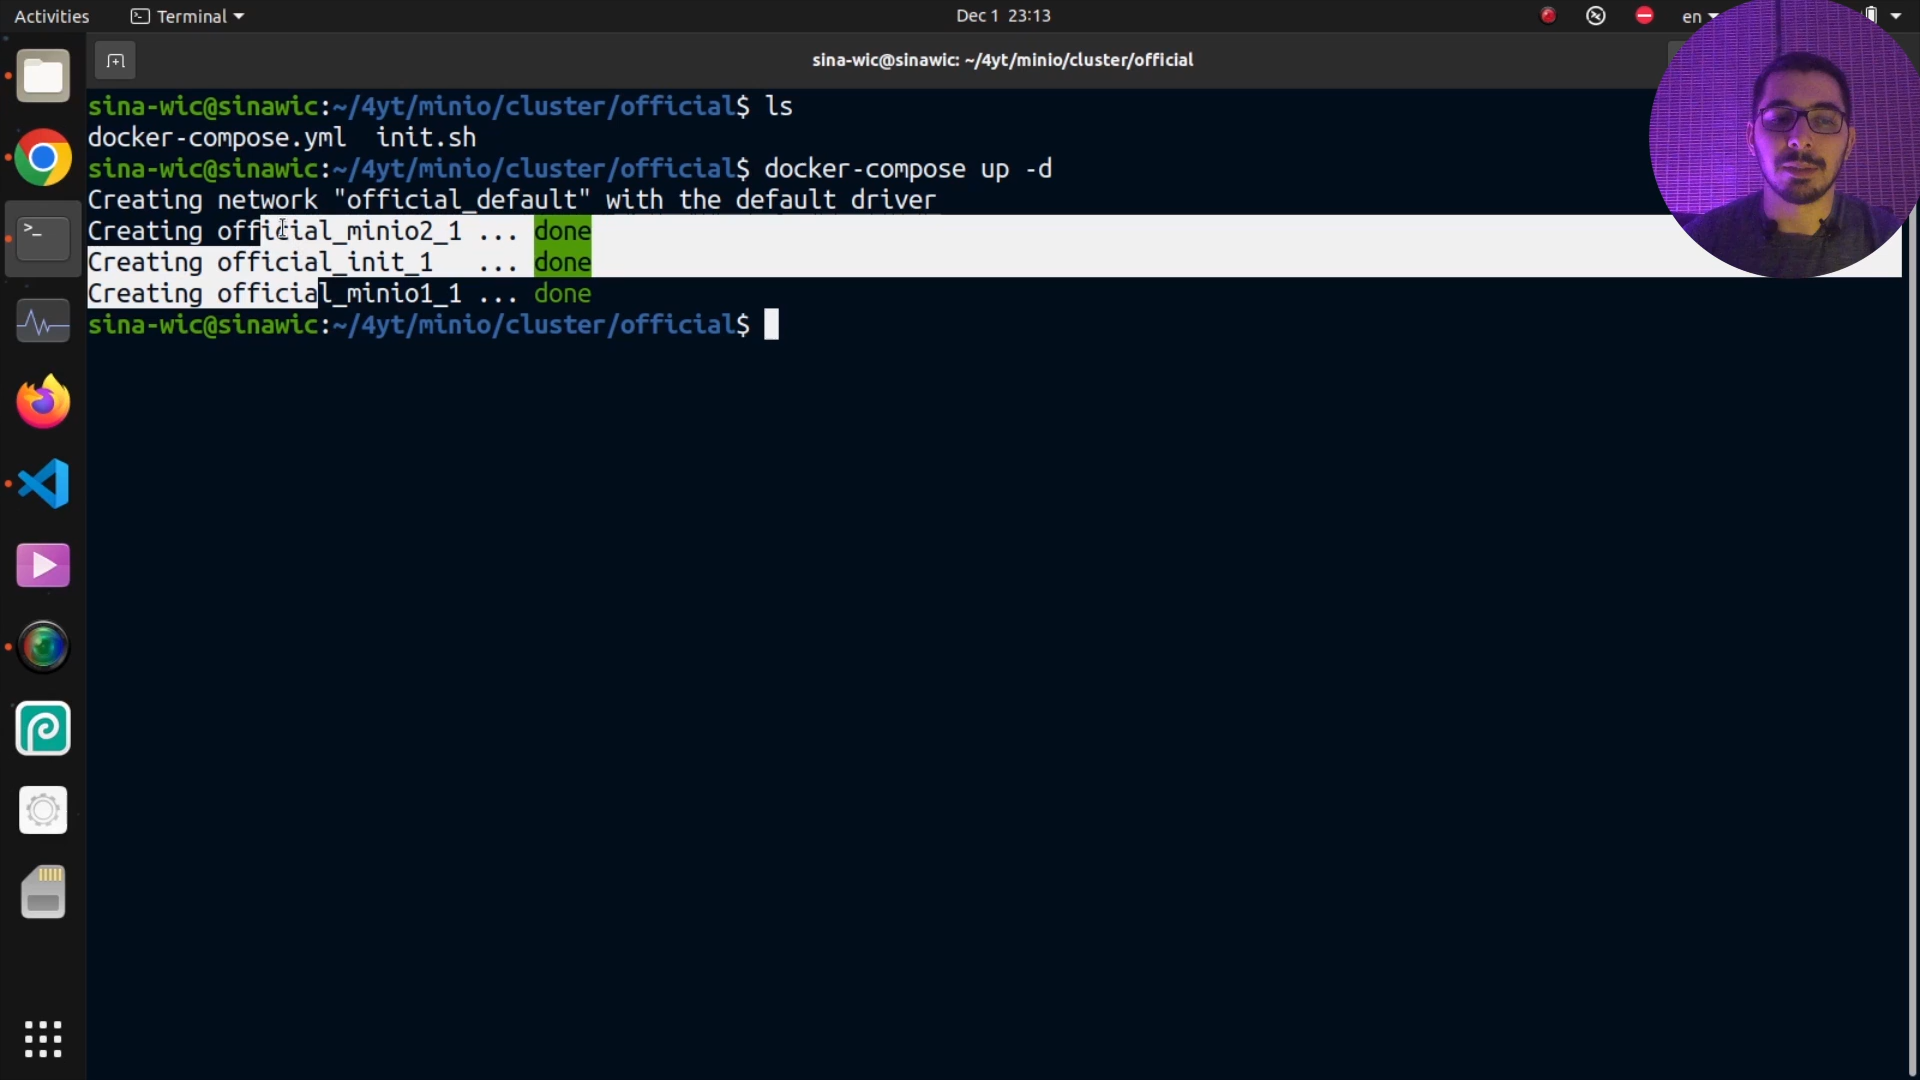 Activities Terminal Dec 1 23:13 en
sina-wic@sinawic: ~/4yt/minio/cluster/official
sina-wic@sinawic:~/4yt/minio/cluster/official$ ls
docker-compose.yml init.sh
sina-wic@sinawic:~/4yt/minio/cluster/official$ docker-compose up -d
Creating network "official_default" with the default driver
Creating official_minio2_1 ... done
Creating official_init_1 ... done
Creating official_minio1_1 ... done
sina-wic@sinawic:~/4yt/minio/cluster/official$